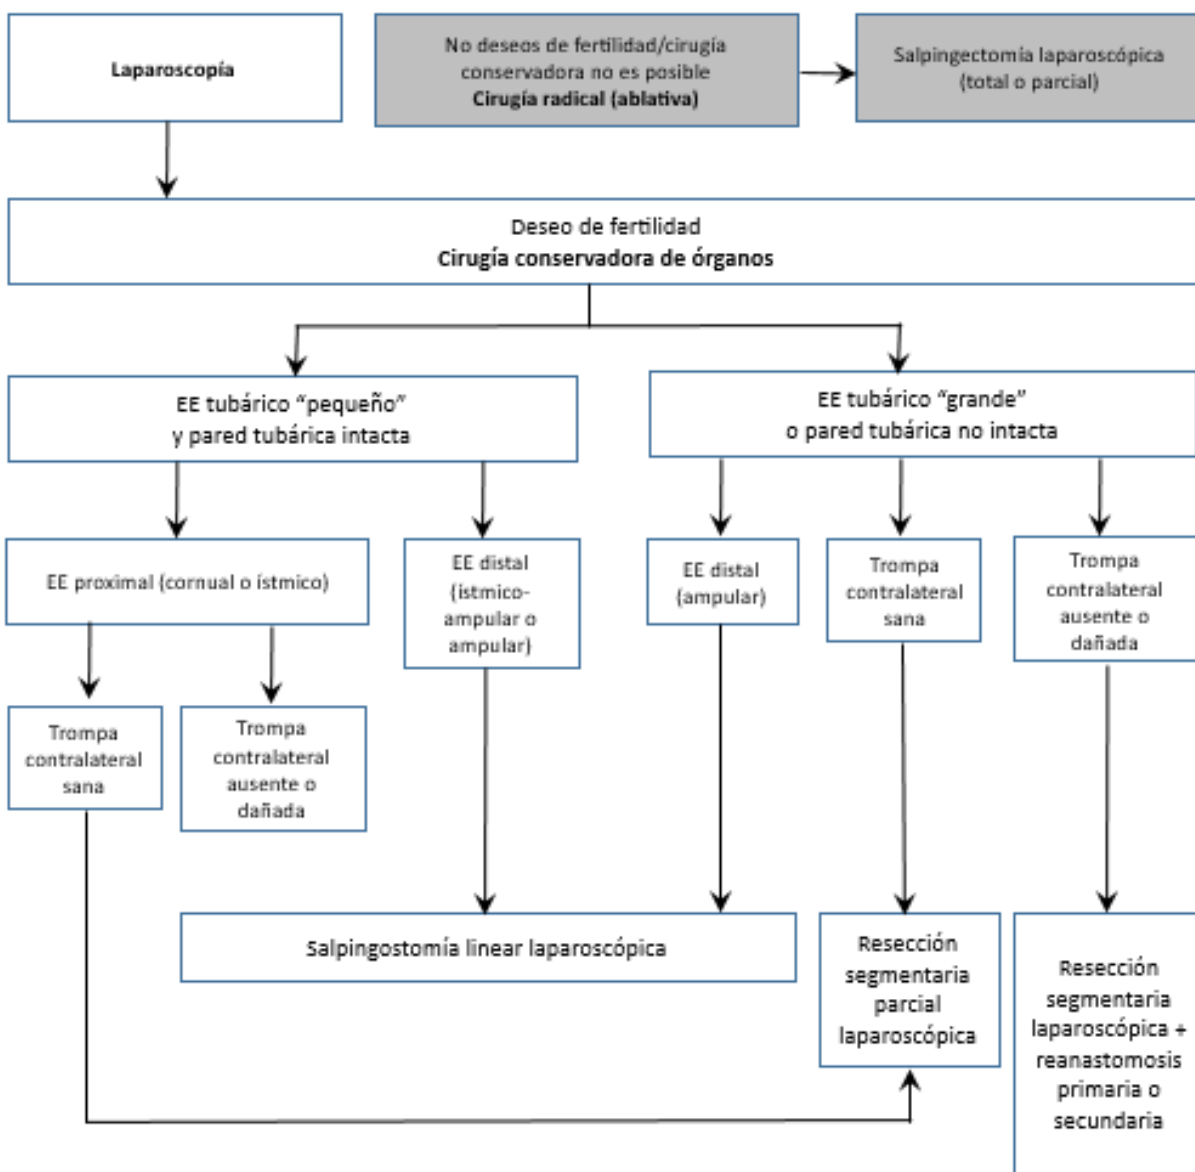 Laparoscopía
No deseos de fertilidad/cirugía
conservadora no es posible
Cirugía radical (ablativa)
Salpingectomía laparoscópica
(total o parcial)
Deseo de fertilidad
Cirugía conservadora de órganos
EE tubárico “pequeño”
y pared tubárica intacta
EE tubárico “grande”
o pared tubárica no intacta
EE proximal (cornual o ístmico)
EE distal
(ístmico-
ampular o
ampular)
EE distal
(ampular)
Trompa
contralateral
sana
Trompa
contralateral
ausente o
dañada
Trompa
contralateral
sana
Trompa
contralateral
ausente o
dañada
Salpingostomía linear laparoscópica
Resección
segmentaria
parcial
laparoscópica
Resección
segmentaria
laparoscópica +
reanastomosis
primaria o
secundaria